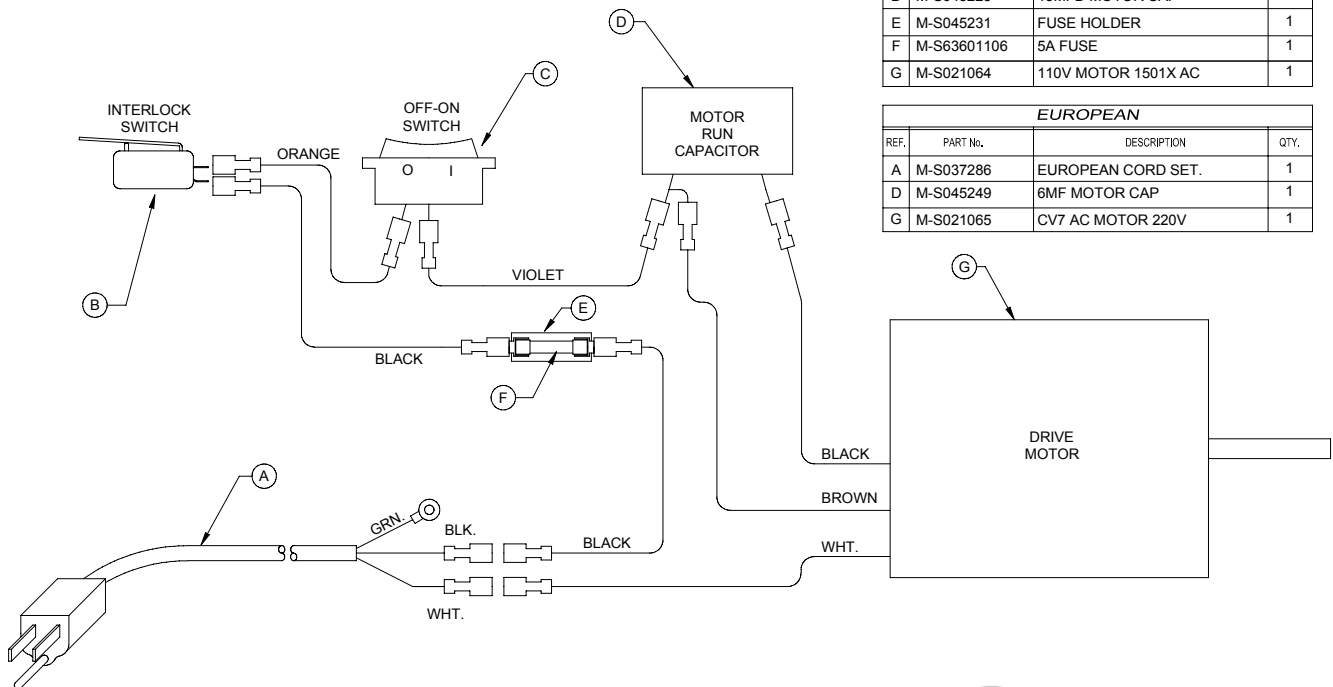 E M-S045231 FUSE HOLDER 1
F M-S63601106 5A FUSE 1
G M-S021064 110V MOTOR 1501X AC 1
EUROPEAN
REF. PART No. DESCRIPTION QTY.
A M-S037286 EUROPEAN CORD SET. 1
D M-S045249 6MF MOTOR CAP 1
G M-S021065 CV7 AC MOTOR 220V 1
D
C
INTERLOCK
SWITCH
OFF-ON
SWITCH
MOTOR
RUN
CAPACITOR
ORANGE
O I
B
VIOLET
G
E
BLACK
F
DRIVE
MOTOR
BLACK
A
BROWN
GRN.
BLK.
BLACK
WHT.
WHT.